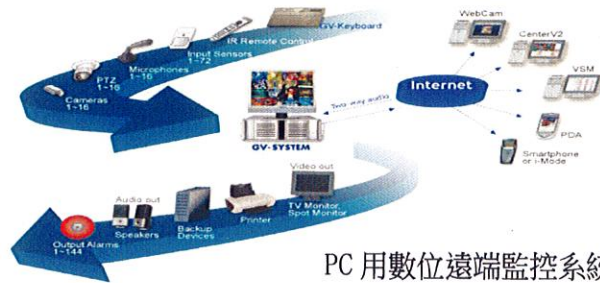 GV-Keyboard
IR Remote Control
Input Sensors
1~72
Microphones
1~16
PTZ
1~16
Cameras
1~16
GV-SYSTEM
Two-way audio
Internet
WebCam
CenterV2
VSM
PDA
Smartphone
or i-Mode
Video out
TV Monitor,
Spot Monitor
Printer
Backup
Devices
Audio out
Speakers
Output Alarms
1~144
PC 用數位遠端監控系統